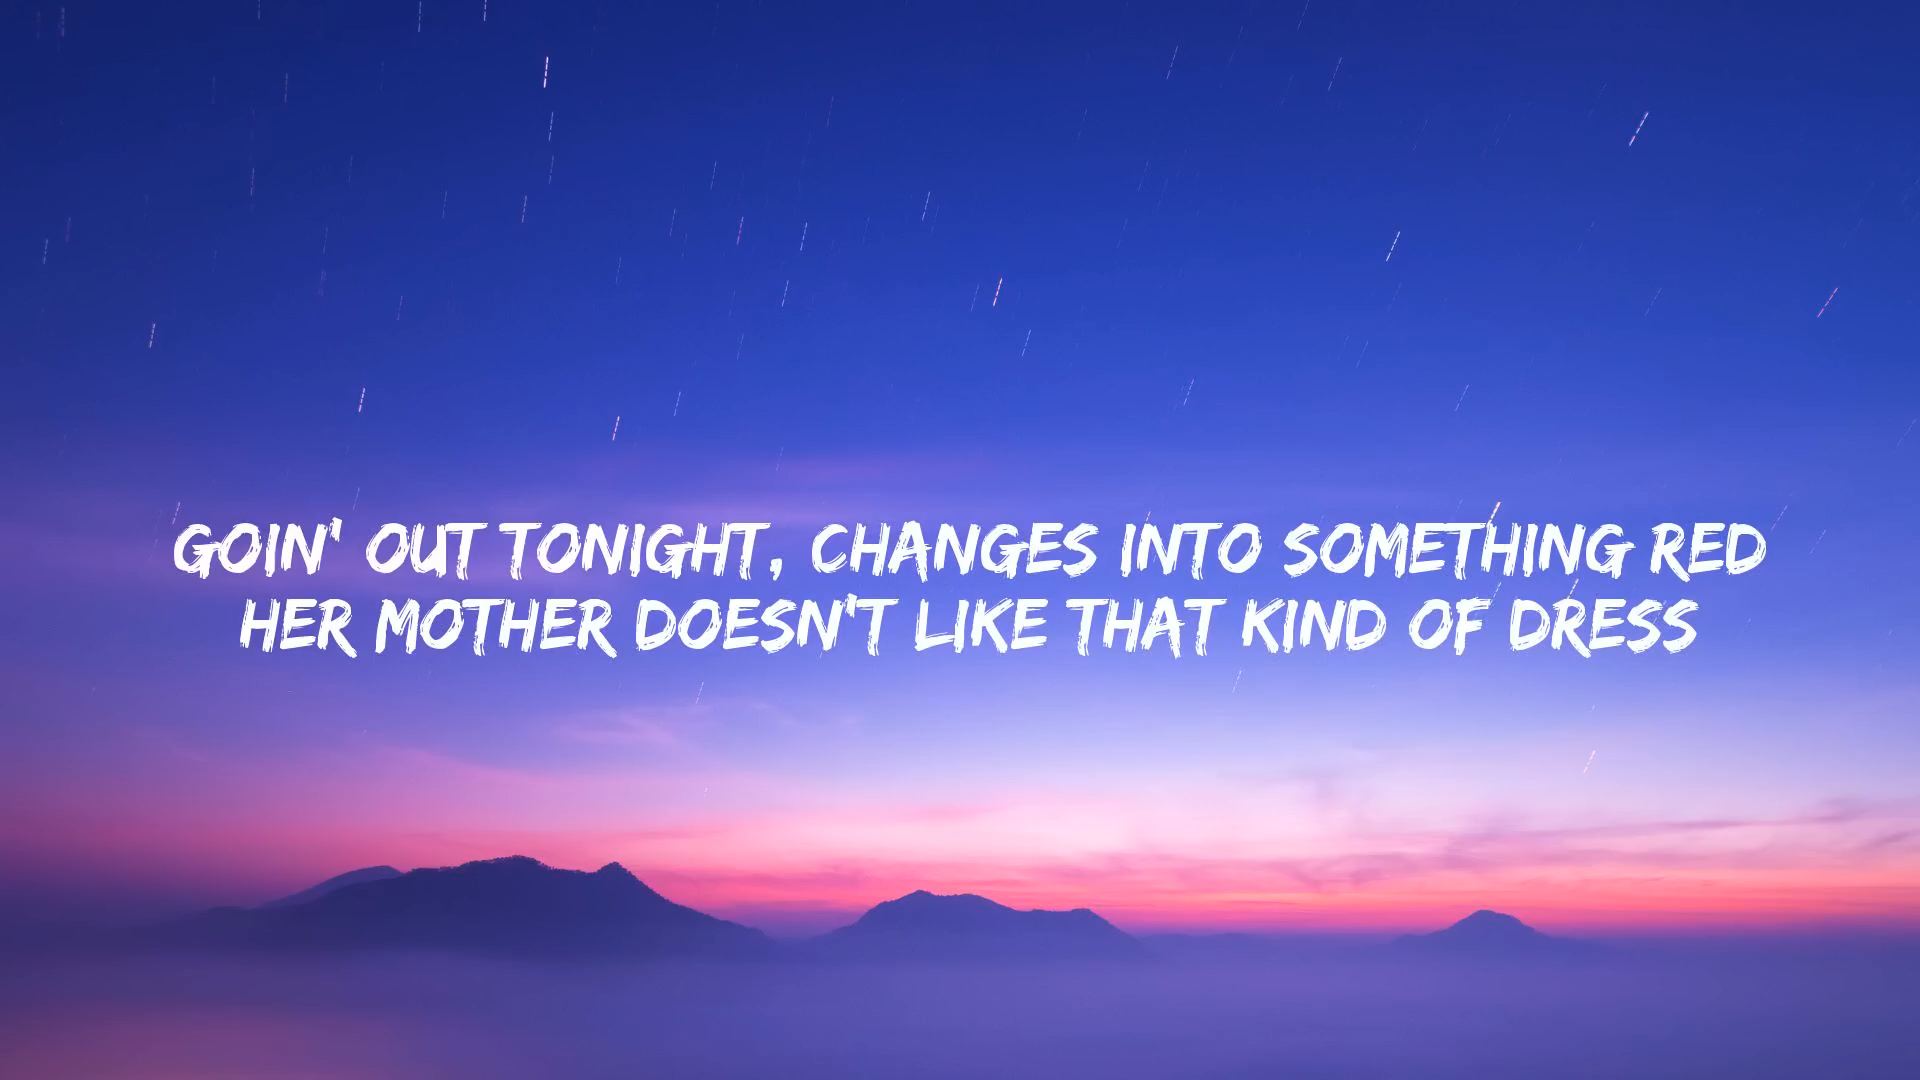 GOIN' OUT TONIGHT, CHANGES INTO SOMETHING RED
HER MOTHER DOESN'T LIKE THAT KIND OF DRESS